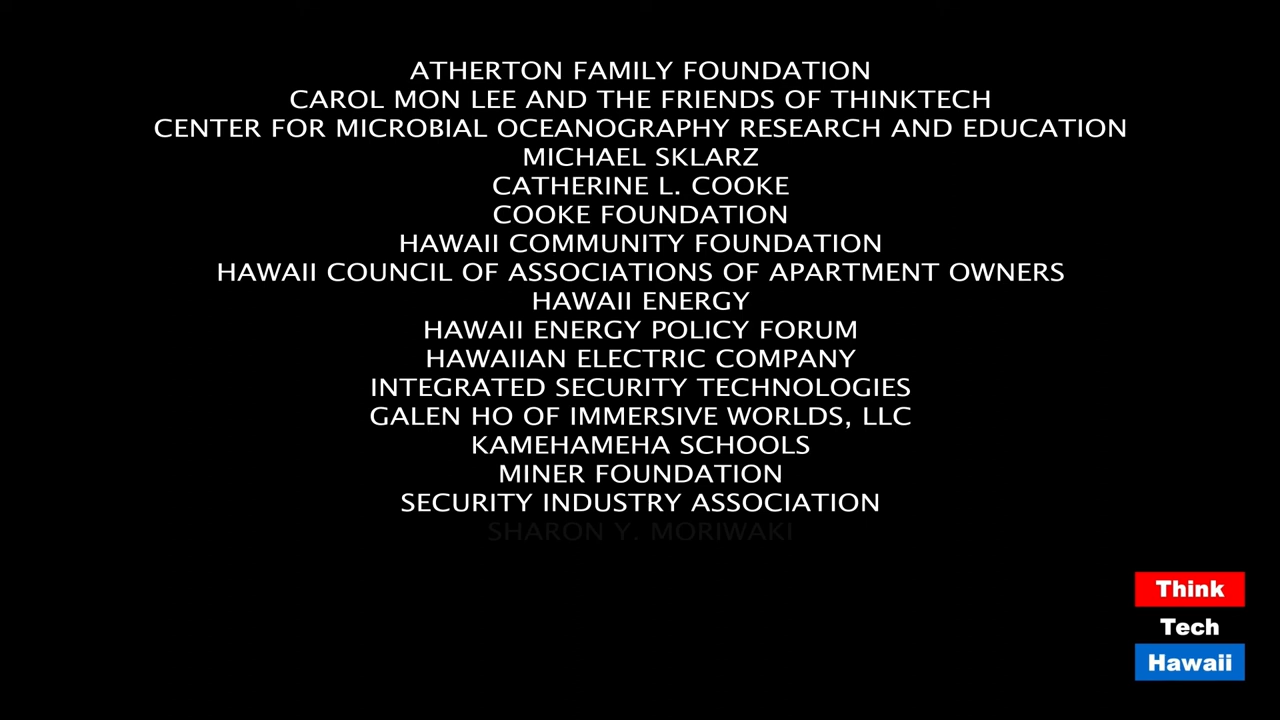 ATHERTON FAMILY FOUNDATION
CAROL MON LEE AND THE FRIENDS OF THINKTECH
CENTER FOR MICROBIAL OCEANOGRAPHY RESEARCH AND EDUCATION
MICHAEL SKLARZ
CATHERINE L. COOKE
COOKE FOUNDATION
HAWAII COMMUNITY FOUNDATION
HAWAII COUNCIL OF ASSOCIATIONS OF APARTMENT OWNERS
HAWAII ENERGY
HAWAII ENERGY POLICY FORUM
HAWAIIAN ELECTRIC COMPANY
INTEGRATED SECURITY TECHNOLOGIES
GALEN HO OF IMMERSIVE WORLDS, LLC
KAMEHAMEHA SCHOOLS
MINER FOUNDATION
SECURITY INDUSTRY ASSOCIATION
SHARON Y. MORIWAKI
Think
Tech
Hawaii